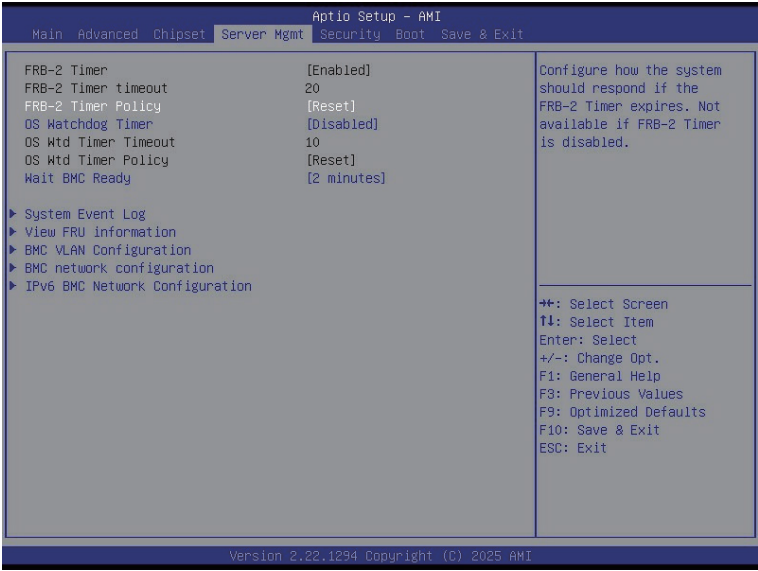 Aptio Setup – AMI
Main Advanced Chipset Server Mgmt Security Boot Save & Exit
FRB-2 Timer [Enabled]
FRB-2 Timer timeout 20
FRB-2 Timer Policy [Reset]
OS Watchdog Timer [Disabled]
OS Wtd Timer Timeout 10
OS Wtd Timer Policy [Reset]
Wait BMC Ready [2 minutes]
▶ System Event Log
▶ View FRU information
▶ BMC VLAN Configuration
▶ BMC network configuration
▶ IPv6 BMC Network Configuration
Configure how the system
should respond if the
FRB-2 Timer expires. Not
available if FRB-2 Timer
is disabled.
→←: Select Screen
↑↓: Select Item
Enter: Select
+/-: Change Opt.
F1: General Help
F3: Previous Values
F9: Optimized Defaults
F10: Save & Exit
ESC: Exit
Version 2.22.1294 Copyright (C) 2025 AMI